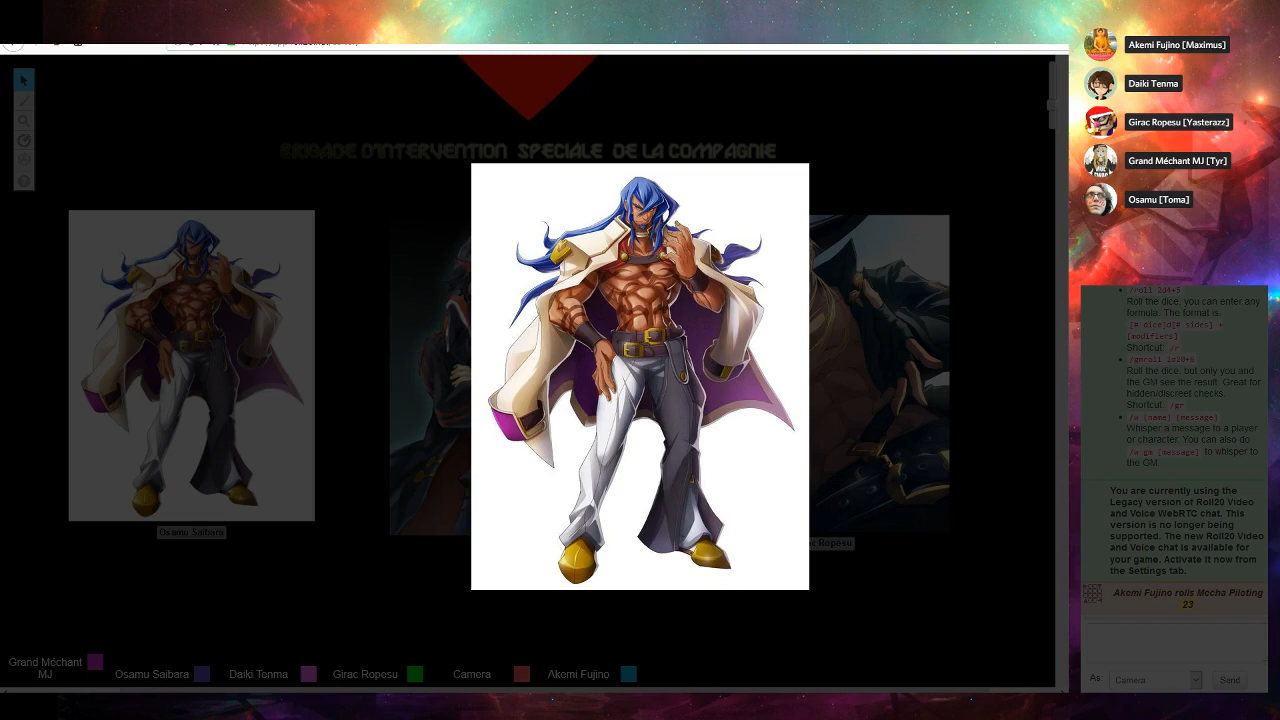 Akemi Fujino [Maximus]
Daiki Tenma
Girac Ropesu [Yasterazz]
Grand Méchant MJ [Tyr]
Osamu [Toma]
BRIGADE D'INTERVENTION SPECIALE DE LA COMPAGNIE
Osamu Saibara
Ropesu
/roll 2d4+5
Roll the dice, you can enter any
formula. The format is
[# dice]d[# sides] +
[modifiers]
Shortcut: /r
/gmroll 1d20+6
Roll the dice, but only you and
the GM see the result. Great for
hidden/discreet checks.
Shortcut: /gr
/w [name] [message]
Whisper a message to a player
or character. You can also do
/w gm [message] to whisper to
the GM.
You are currently using the
Legacy version of Roll20 Video
and Voice WebRTC chat. This
version is no longer being
supported. The new Roll20 Video
and Voice chat is available for
your game. Activate it now from
the Settings tab.
Akemi Fujino rolls Mecha Piloting
23
As:
Camera
Send
Grand Méchant
MJ
Osamu Saibara
Daiki Tenma
Girac Ropesu
Camera
Akemi Fujino